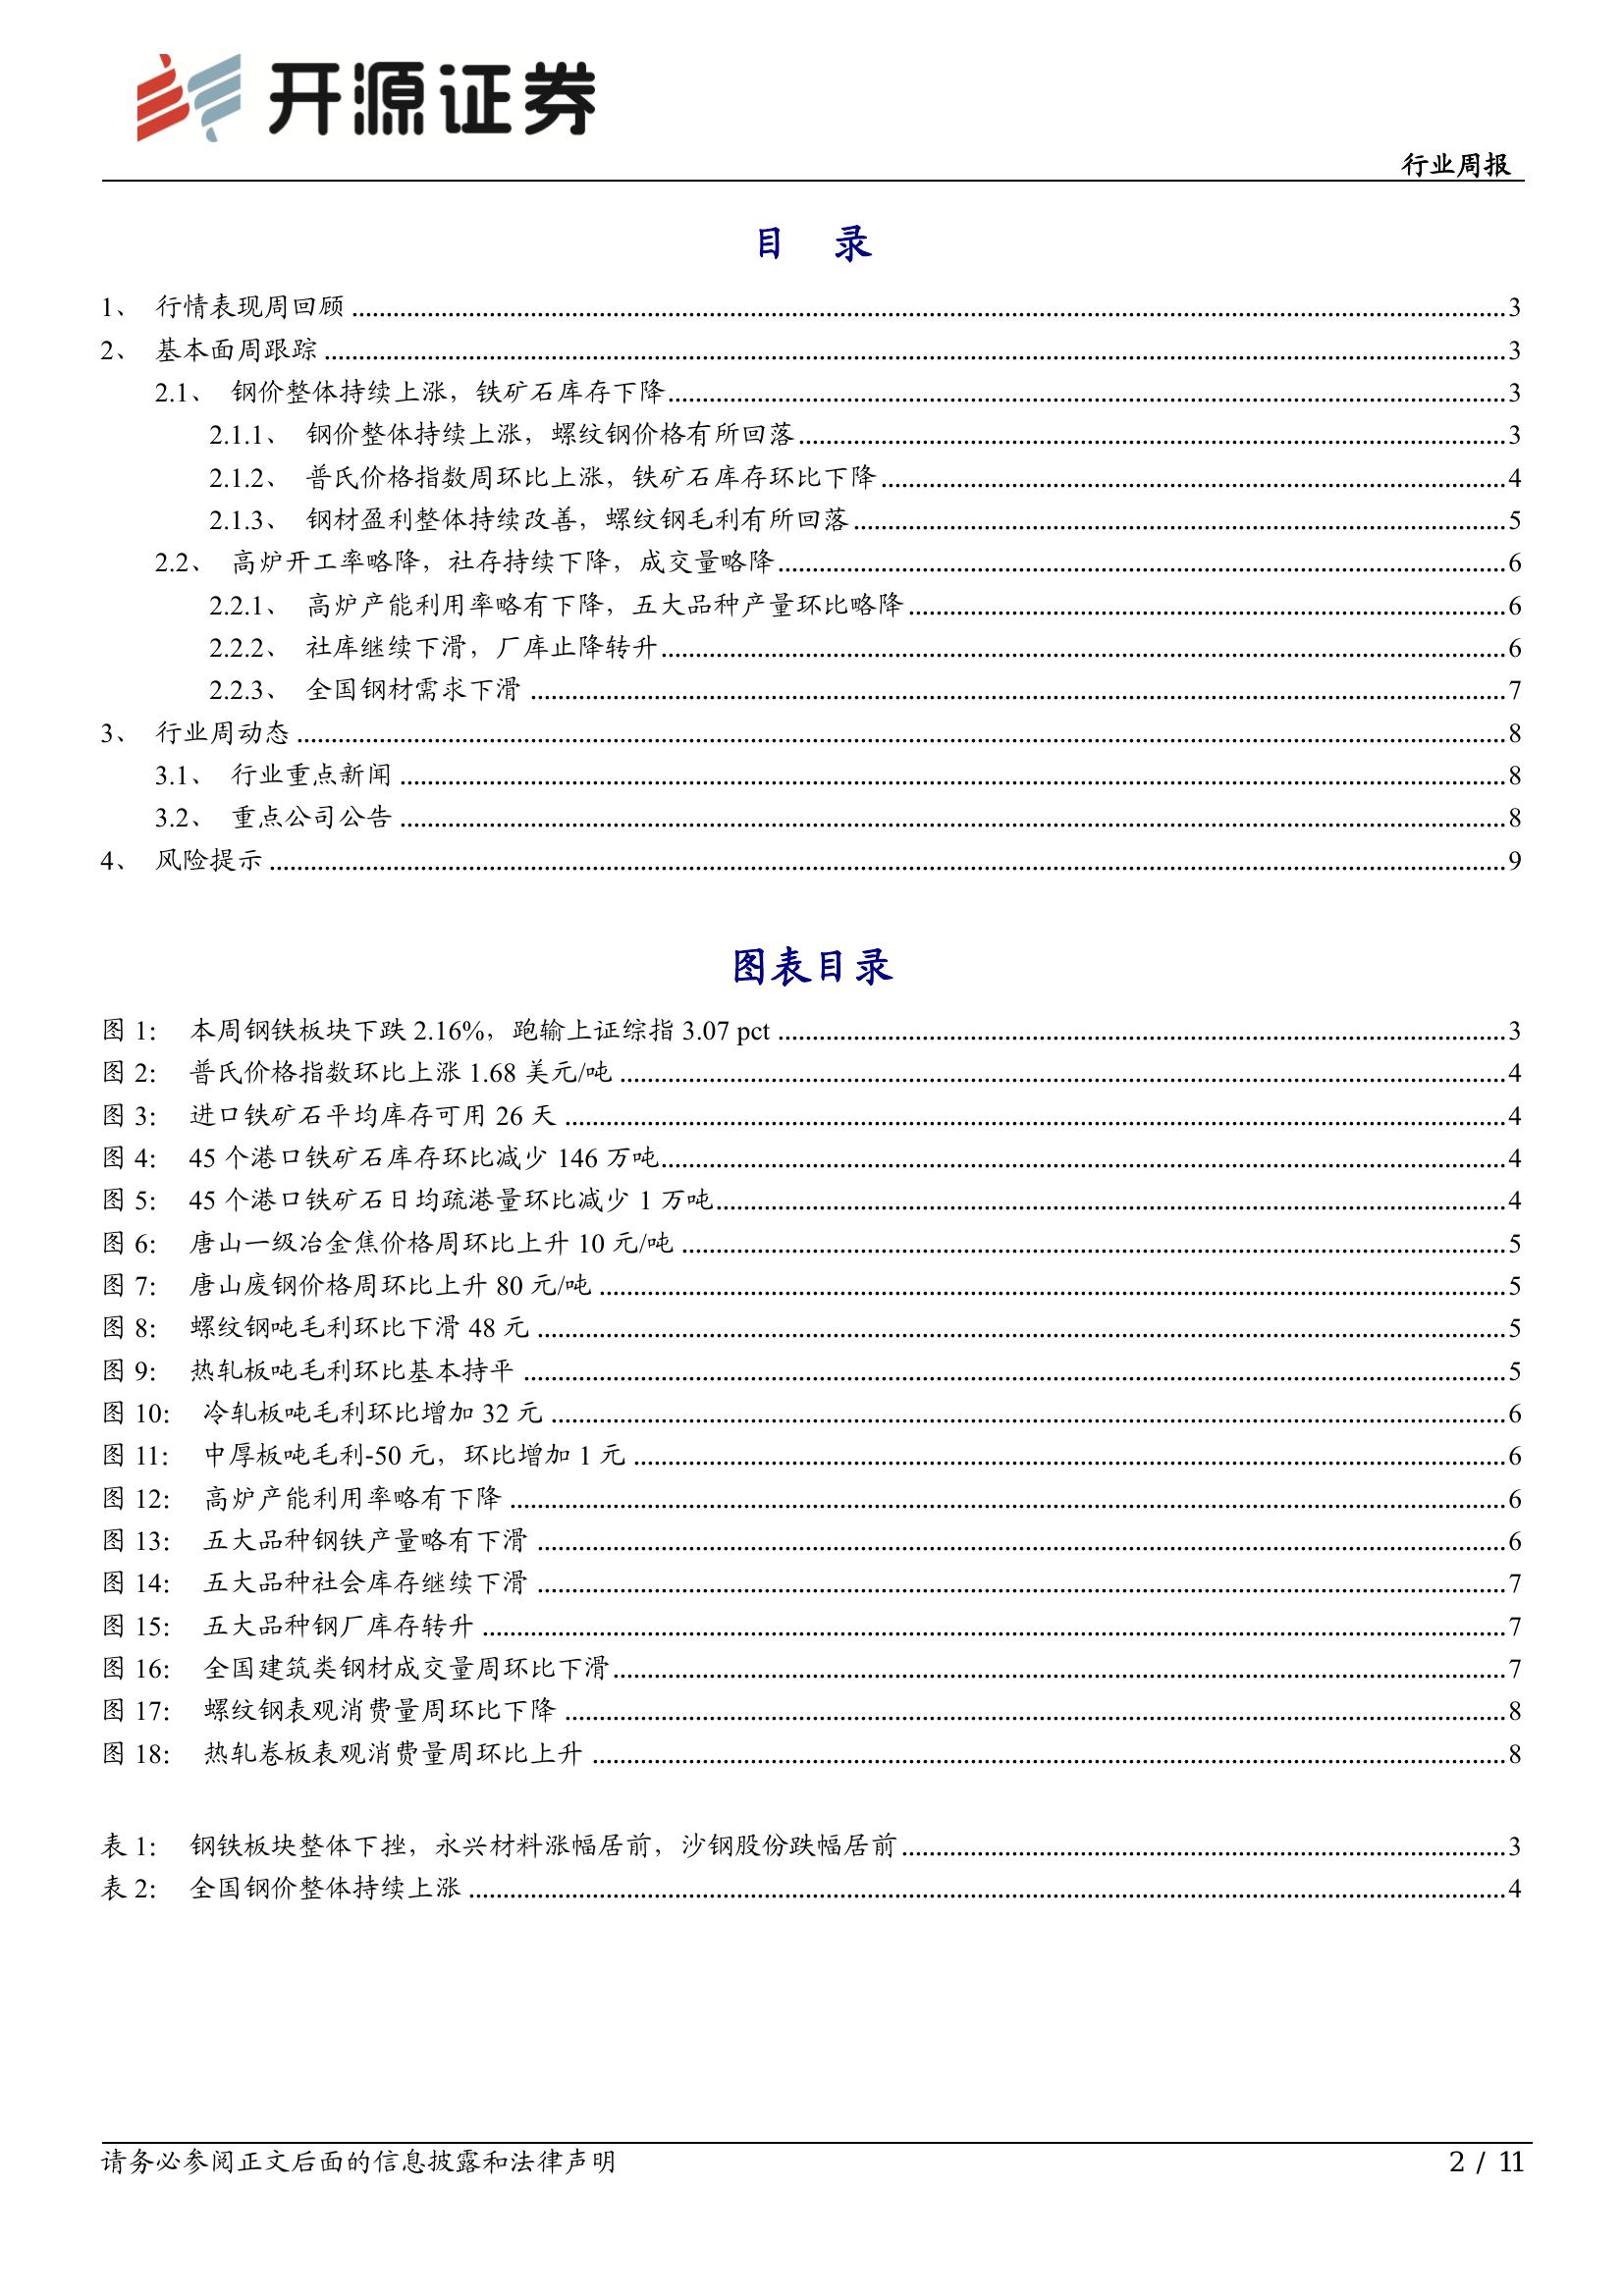 开源证券
行业周报
目 录
1、 行情表现周回顾 3
2、 基本面周跟踪 3
2.1、 钢价整体持续上涨，铁矿石库存下降 3
2.1.1、 钢价整体持续上涨，螺纹钢价格有所回落 3
2.1.2、 普氏价格指数周环比上涨，铁矿石库存环比下降 4
2.1.3、 钢材盈利整体持续改善，螺纹钢毛利有所回落 5
2.2、 高炉开工率略降，社存持续下降，成交量略降 6
2.2.1、 高炉产能利用率略有下降，五大品种产量环比略降 6
2.2.2、 社库继续下滑，厂库止降转升 6
2.2.3、 全国钢材需求下滑 7
3、 行业周动态 8
3.1、 行业重点新闻 8
3.2、 重点公司公告 8
4、 风险提示 9
图表目录
图 1： 本周钢铁板块下跌 2.16%，跑输上证综指 3.07 pct 3
图 2： 普氏价格指数环比上涨 1.68 美元/吨 4
图 3： 进口铁矿石平均库存可用 26 天 4
图 4： 45 个港口铁矿石库存环比减少 146 万吨 4
图 5： 45 个港口铁矿石日均疏港量环比减少 1 万吨 4
图 6： 唐山一级冶金焦价格周环比上升 10 元/吨 5
图 7： 唐山废钢价格周环比上升 80 元/吨 5
图 8： 螺纹钢吨毛利环比下滑 48 元 5
图 9： 热轧板吨毛利环比基本持平 5
图 10： 冷轧板吨毛利环比增加 32 元 6
图 11： 中厚板吨毛利-50 元，环比增加 1 元 6
图 12： 高炉产能利用率略有下降 6
图 13： 五大品种钢铁产量略有下滑 6
图 14： 五大品种社会库存继续下滑 7
图 15： 五大品种钢厂库存转升 7
图 16： 全国建筑类钢材成交量周环比下滑 7
图 17： 螺纹钢表观消费量周环比下降 8
图 18： 热轧卷板表观消费量周环比上升 8
表 1： 钢铁板块整体下挫，永兴材料涨幅居前，沙钢股份跌幅居前 3
表 2： 全国钢价整体持续上涨 4
请务必参阅正文后面的信息披露和法律声明
2 / 11